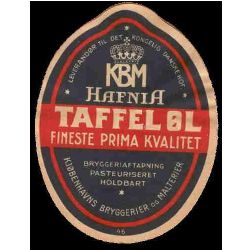 LEVERANDØR TIL DET KONGELIG DANSKE HOF
KBM
HAFNIA
TAFFEL ØL
FINESTE PRIMA KVALITET
BRYGGERIAFTAPNING
PASTEURISERET
HOLDBART
KJØBENHAVNS BRYGGERIER OG MALTERIER
46